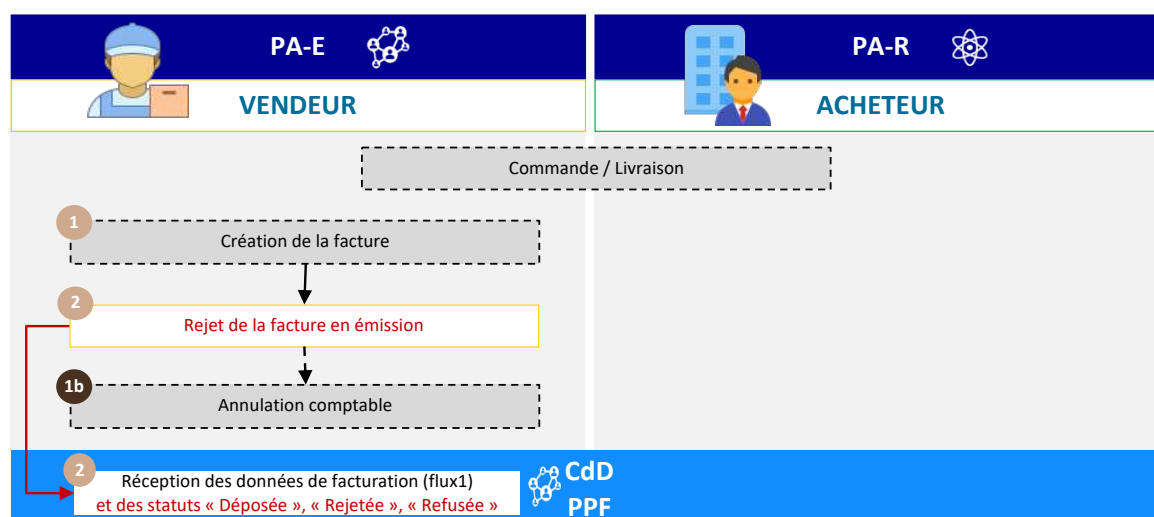 PA-E
PA-R
VENDEUR
ACHETEUR
Commande / Livraison
1
Création de la facture
2
Rejet de la facture en émission
1b
Annulation comptable
2
Réception des données de facturation (flux1)
et des statuts « Déposée », « Rejetée », « Refusée »
CdD
PPF